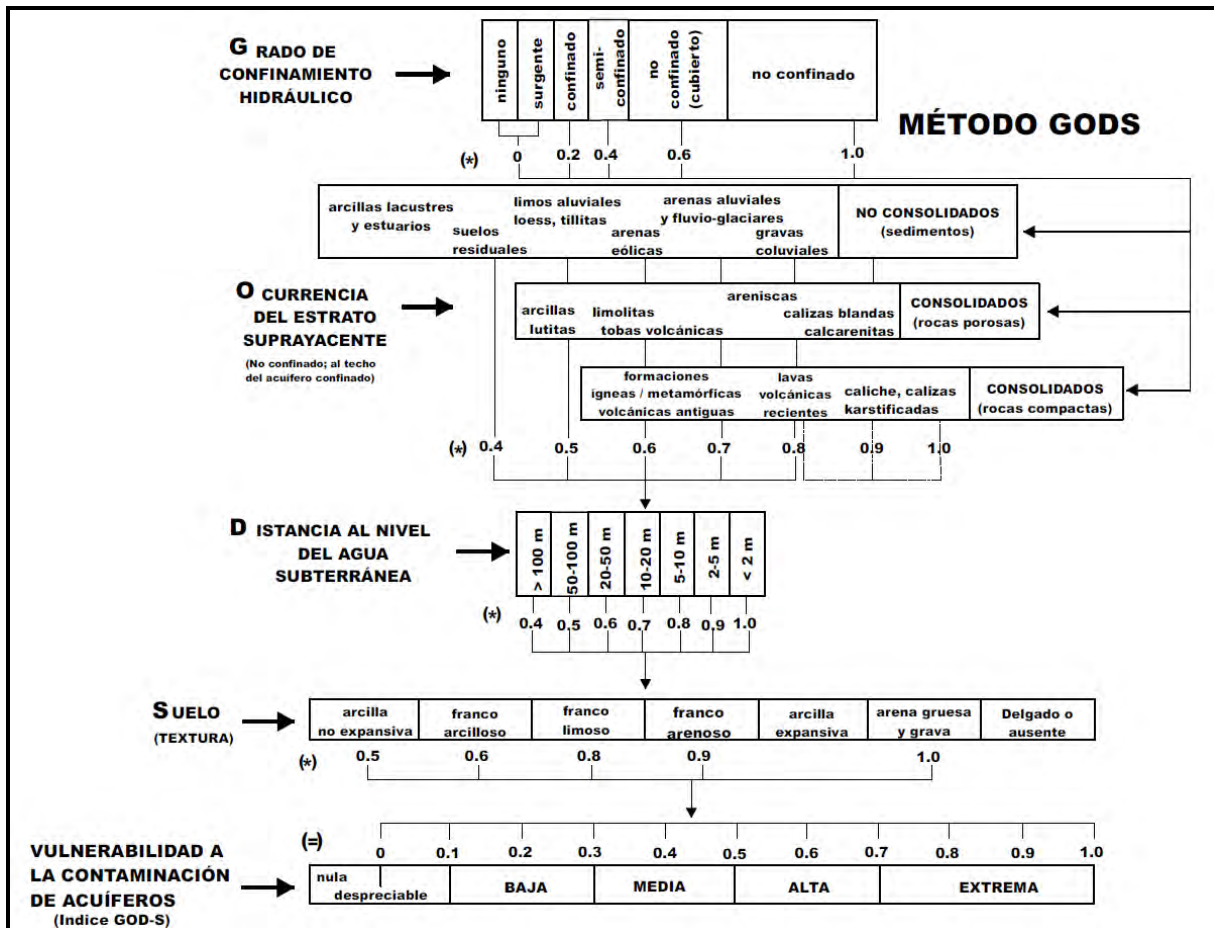 G RADO DE
CONFINAMIENTO
HIDRÁULICO
ninguno
surgente
confinado
semi-
confinado
no
confinado
(cubierto)
no confinado
MÉTODO GODS
(*) 0 0.2 0.4 0.6 1.0
arcillas lacustres
y estuarios
suelos
residuales
limos aluviales
loess, tillitas
arenas
eólicas
arenas aluviales
y fluvio-glaciares
gravas
coluviales
NO CONSOLIDADOS
(sedimentos)
O CURRENCIA
DEL ESTRATO
SUPRAYACENTE
(No confinado; al techo
del acuífero confinado)
arcillas
lutitas
limolitas
tobas volcánicas
areniscas
calizas blandas
calcarenitas
CONSOLIDADOS
(rocas porosas)
formaciones
ígneas / metamórficas
volcánicas antiguas
lavas
volcánicas
recientes
caliche, calizas
karstificadas
CONSOLIDADOS
(rocas compactas)
(*) 0.4 0.5 0.6 0.7 0.8 0.9 1.0
D ISTANCIA AL NIVEL
DEL AGUA
SUBTERRÁNEA
> 100 m
50-100 m
20-50 m
10-20 m
5-10 m
2-5 m
< 2 m
(*) 0.4 0.5 0.6 0.7 0.8 0.9 1.0
S UELO
(TEXTURA)
arcilla
no expansiva
franco
arcilloso
franco
limoso
franco
arenoso
arcilla
expansiva
arena gruesa
y grava
Delgado o
ausente
(*) 0.5 0.6 0.8 0.9 1.0
VULNERABILIDAD A
LA CONTAMINACIÓN
DE ACUÍFEROS
(Indice GOD-S)
(=) 0 0.1 0.2 0.3 0.4 0.5 0.6 0.7 0.8 0.9 1.0
nula
despreciable
BAJA
MEDIA
ALTA
EXTREMA